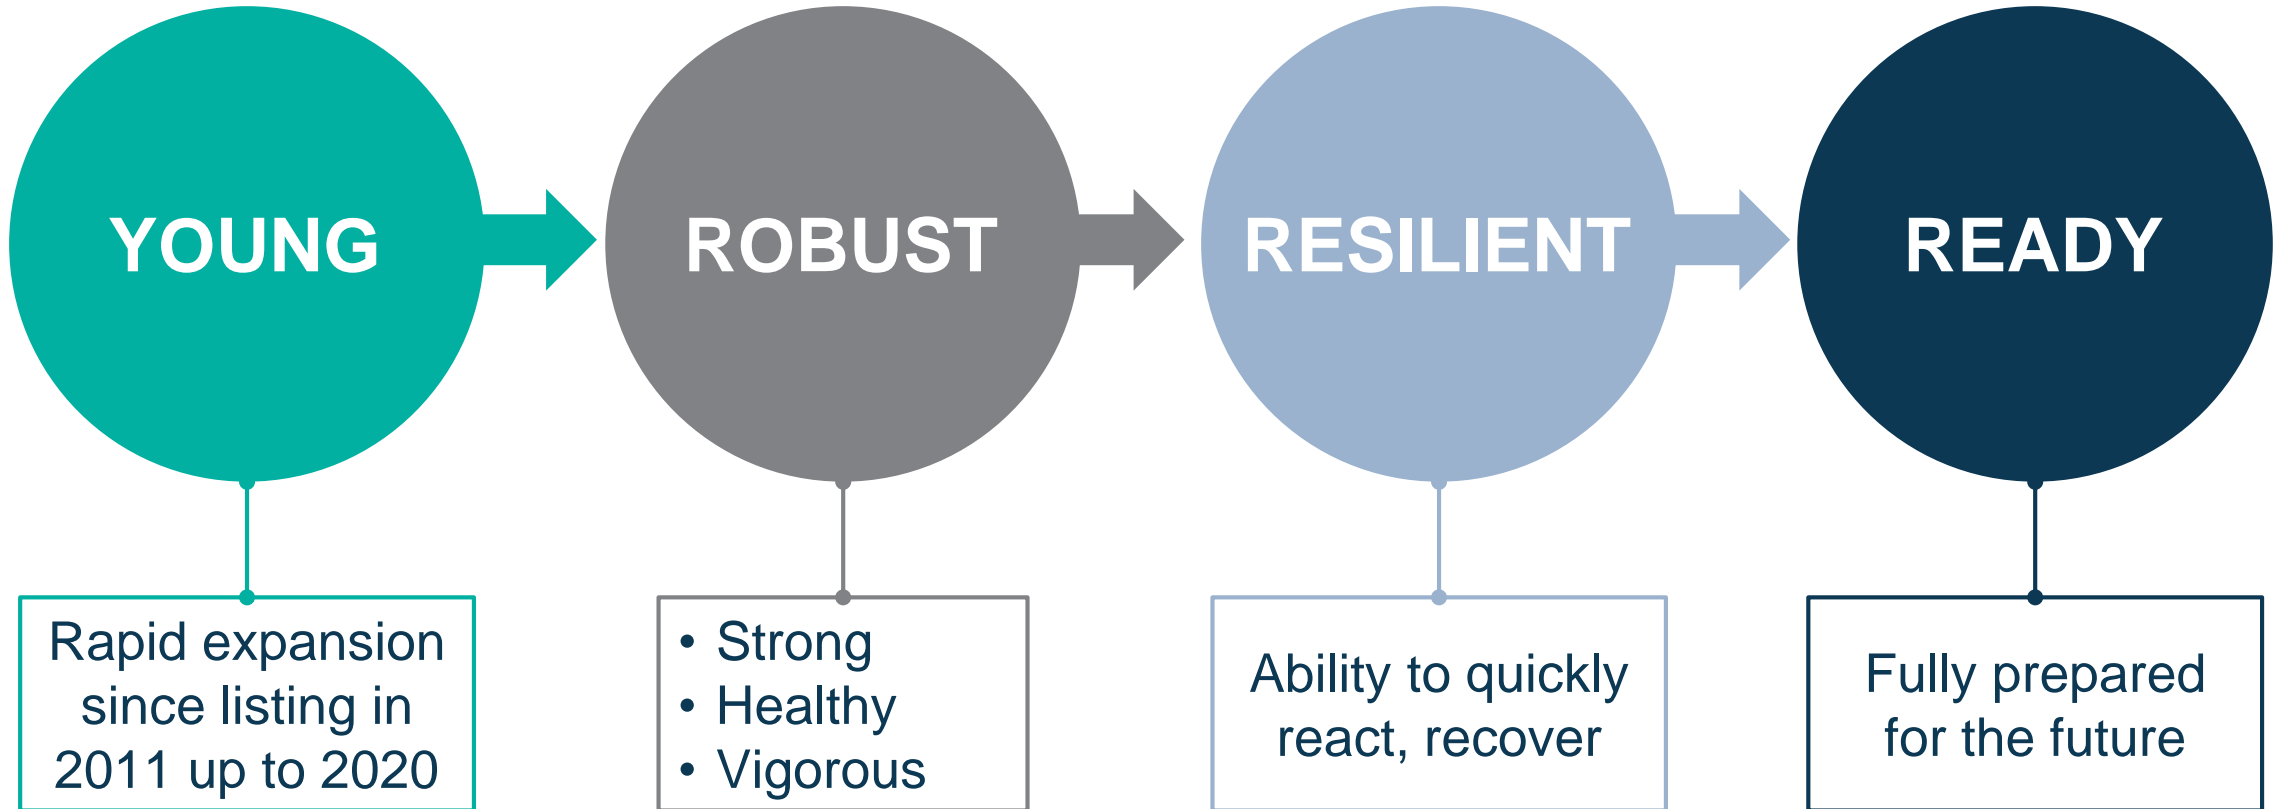 YOUNG
ROBUST
RESILIENT
READY
Rapid expansion
since listing in
2011 up to 2020
• Strong
• Healthy
• Vigorous
Ability to quickly
react, recover
Fully prepared
for the future